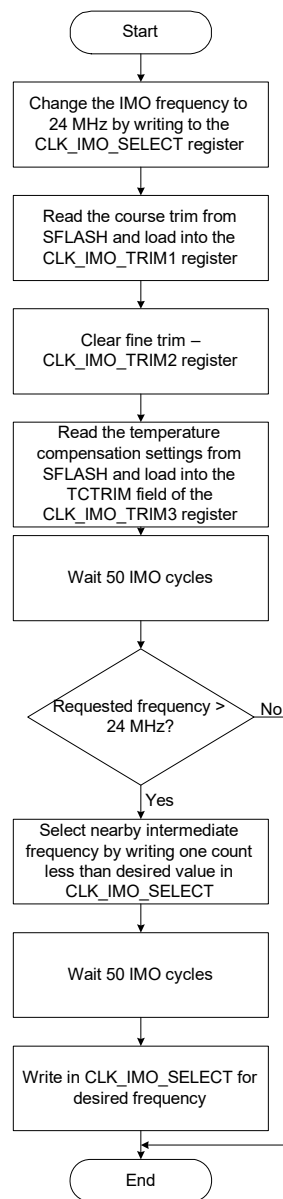 Start
Change the IMO frequency to
24 MHz by writing to the
CLK_IMO_SELECT register
Read the course trim from
SFLASH and load into the
CLK_IMO_TRIM1 register
Clear fine trim –
CLK_IMO_TRIM2 register
Read the temperature
compensation settings from
SFLASH and load into the
TCTRIM field of the
CLK_IMO_TRIM3 register
Wait 50 IMO cycles
Requested frequency >
24 MHz?
No
Yes
Select nearby intermediate
frequency by writing one count
less than desired value in
CLK_IMO_SELECT
Wait 50 IMO cycles
Write in CLK_IMO_SELECT for
desired frequency
End